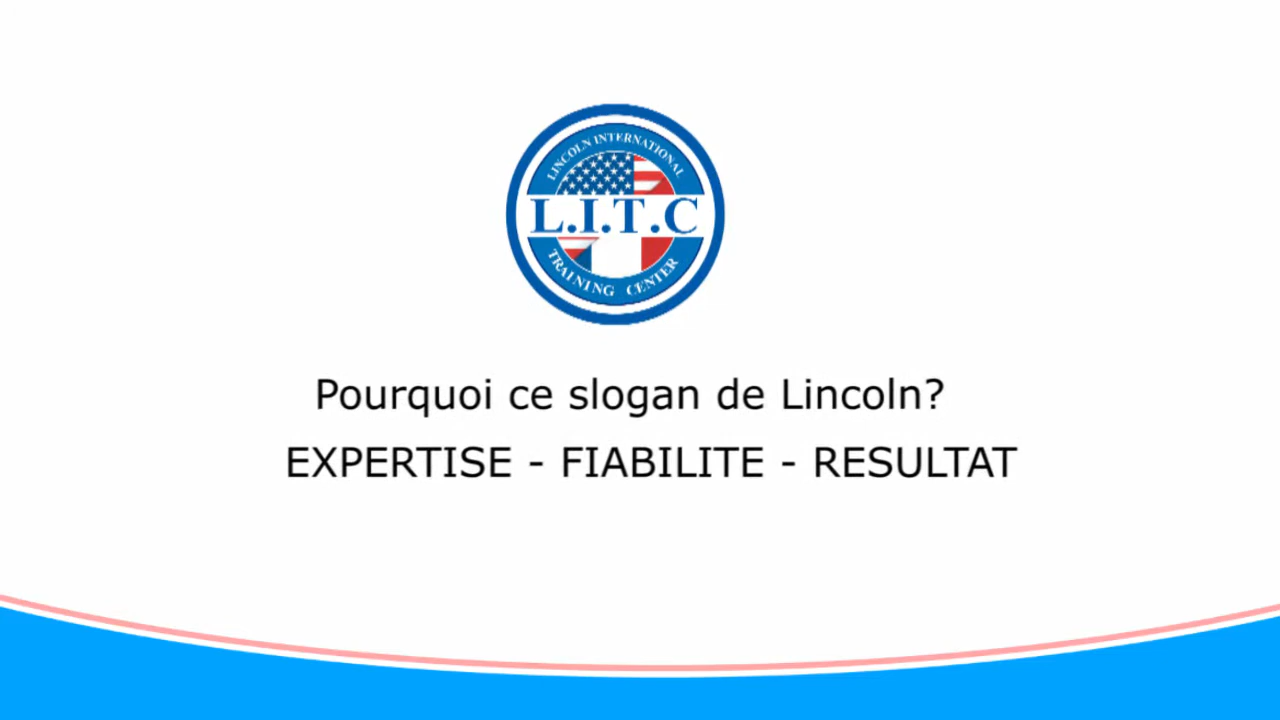 LINCOLN INTERNATIONAL
L.I.T.C
TRAINING CENTER
Pourquoi ce slogan de Lincoln?
EXPERTISE - FIABILITE - RESULTAT